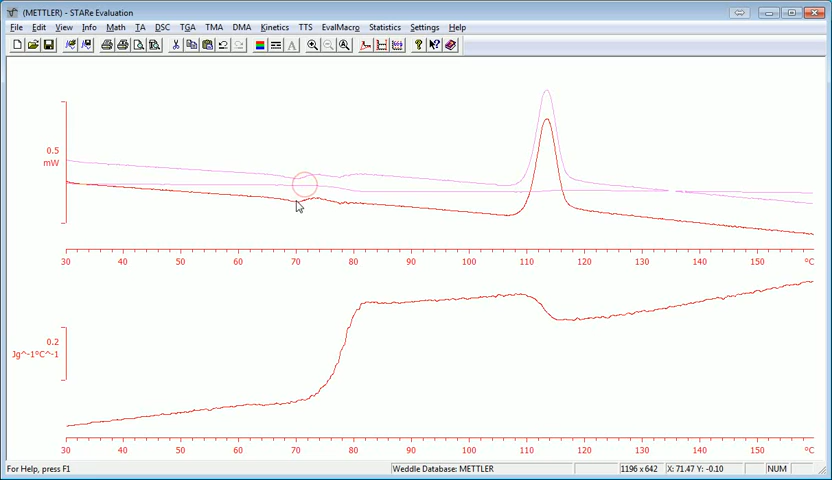 (METTLER) - STARe Evaluation
File Edit View Info Math TA DSC TGA TMA DMA Kinetics TTS EvalMacro Statistics Settings Help
0.5
mW
30 40 50 60 70 80 90 100 110 120 130 140 150 ºC
0.2
Jg^-1ºC^-1
30 40 50 60 70 80 90 100 110 120 130 140 150 ºC
For Help, press F1 Weddle Database: METTLER 1196 x 642 X: 71.47 Y: -0.10 NUM